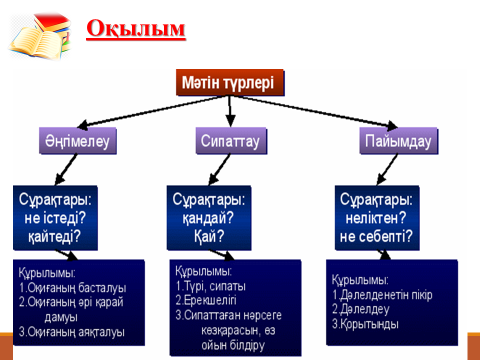 Оқылым
Мәтін түрлері
Әңгімелеу
Сипаттау
Пайымдау
Сұрақтары:
не істеді?
қайтеді?
Сұрақтары:
қандай?
Қай?
Сұрақтары:
неліктен?
не себепті?
Құрылымы:
1.Оқиғаның басталуы
2.Оқиғаның әрі қарай
дамуы
3.Оқиғаның аяқталуы
Құрылымы:
1.Түрі, сипаты
2.Ерекшелігі
3.Сипаттаған нәрсеге
көзқарасын, өз
ойын білдіру
Құрылымы:
1.Дәлелденетін пікір
2.Дәлелдеу
3.Қорытынды